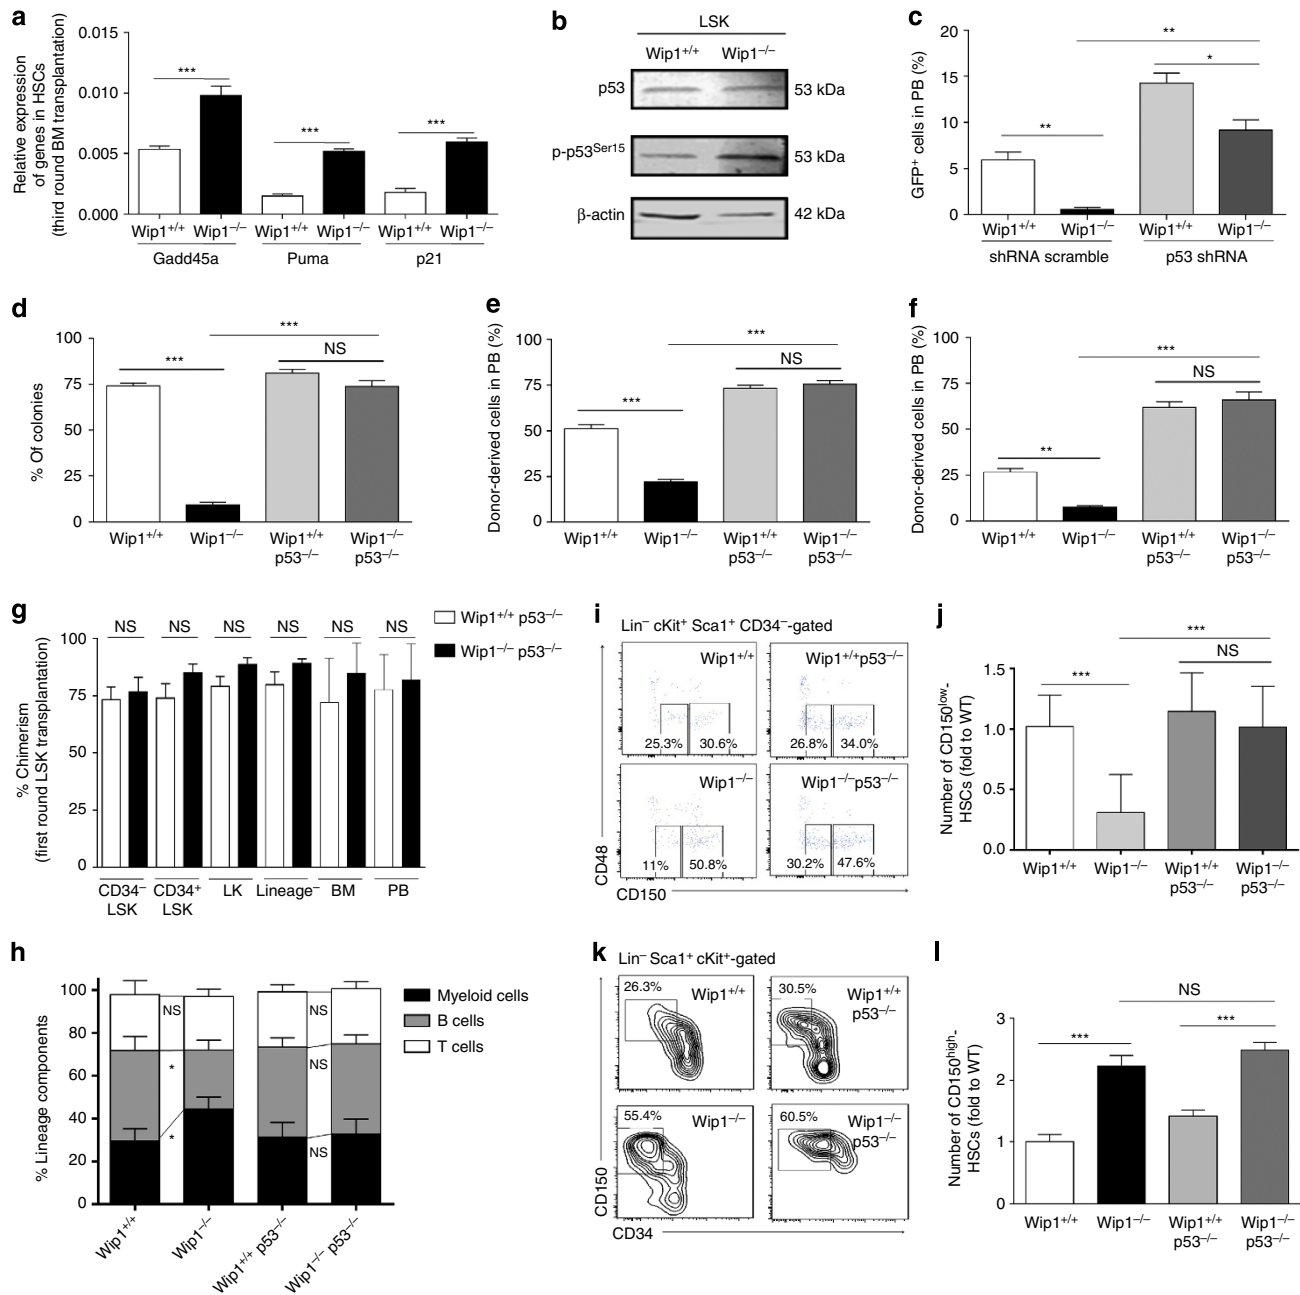 a
Relative expression
of genes in HSCs
(third round BM transplantation)
0.015
0.010
0.005
0.000
***
***
***
Wip1+/+ Wip1−/− Wip1+/+ Wip1−/− Wip1+/+ Wip1−/−
Gadd45a Puma p21
b
LSK
Wip1+/+ Wip1−/−
p53 53 kDa
p-p53Ser15 53 kDa
β-actin 42 kDa
c
GFP+ cells in PB (%)
20
15
10
5
0
**
*
**
Wip1+/+ Wip1−/− Wip1+/+ Wip1−/−
shRNA scramble p53 shRNA
d
% Of colonies
100
75
50
25
0
***
NS
***
Wip1+/+ Wip1−/− Wip1+/+ Wip1−/−
p53−/− p53−/−
e
Donor-derived cells in PB (%)
100
75
50
25
0
***
NS
***
Wip1+/+ Wip1−/− Wip1+/+ Wip1−/−
p53−/− p53−/−
f
Donor-derived cells in PB (%)
100
75
50
25
0
***
NS
**
Wip1+/+ Wip1−/− Wip1+/+ Wip1−/−
p53−/− p53−/−
g
% Chimerism
(first round LSK transplantation)
100
75
50
25
0
NS NS NS NS NS NS
Wip1+/+ p53−/−
Wip1−/− p53−/−
CD34− CD34+ LK Lineage− BM PB
LSK LSK
i
Lin− cKit+ Sca1+ CD34−-gated
Wip1+/+ Wip1+/+p53−/−
25.3% 30.6% 26.8% 34.0%
Wip1−/− Wip1−/−p53−/−
11% 50.8% 30.2% 47.6%
CD48
CD150
j
Number of CD150low-
HSCs (fold to WT)
1.5
1.0
0.5
0.0
***
NS
***
Wip1+/+ Wip1−/− Wip1+/+ Wip1−/−
p53−/− p53−/−
h
% Lineage components
100
80
60
40
20
0
NS NS
* NS
* NS
Myeloid cells
B cells
T cells
Wip1+/+
Wip1−/−
Wip1+/+ p53−/−
Wip1−/− p53−/−
k
Lin− Sca1+ cKit+-gated
26.3% Wip1+/+
30.5% Wip1+/+
p53−/−
55.4% Wip1−/−
60.5% Wip1−/−
p53−/−
CD150
CD34
l
Number of CD150high-
HSCs (fold to WT)
3
2
1
0
NS
***
***
Wip1+/+ Wip1−/− Wip1+/+ Wip1−/−
p53−/− p53−/−